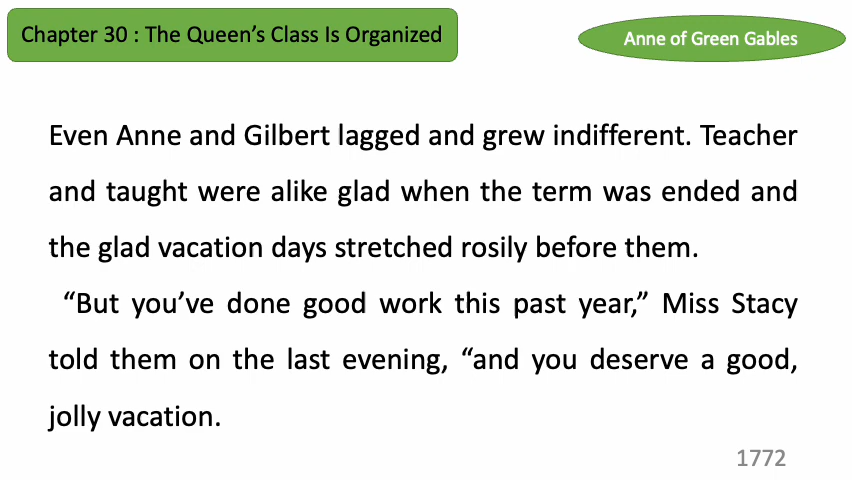 Chapter 30 : The Queen’s Class Is Organized
Anne of Green Gables
Even Anne and Gilbert lagged and grew indifferent. Teacher
and taught were alike glad when the term was ended and
the glad vacation days stretched rosily before them.
“But you’ve done good work this past year,” Miss Stacy
told them on the last evening, “and you deserve a good,
jolly vacation.
1772